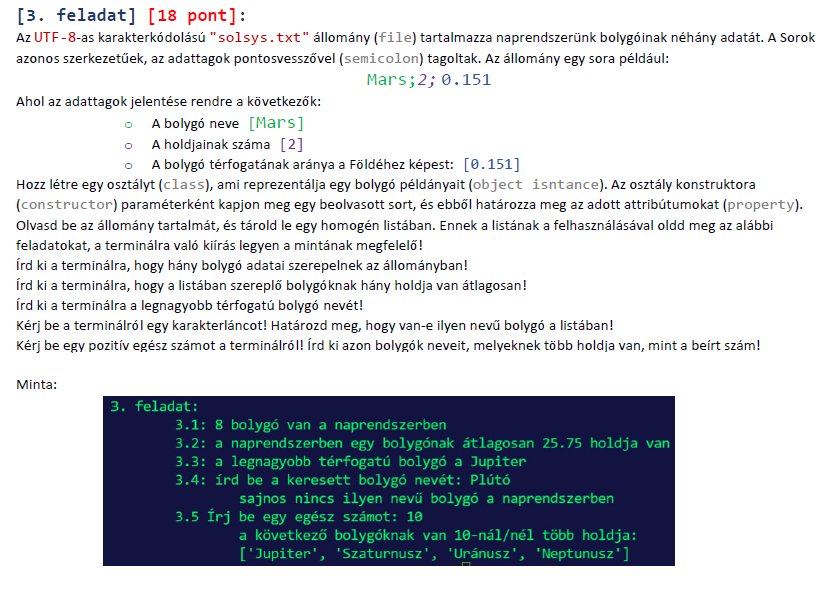 [3. feladat] [18 pont]:
Az UTF-8-as karakterkódolású "solsys.txt" állomány (file) tartalmazza naprendszerünk bolygóinak néhány adatát. A Sorok
azonos szerkezetűek, az adattagok pontosvesszővel (semicolon) tagoltak. Az állomány egy sora például:
Mars;2;0.151
Ahol az adattagok jelentése rendre a következők:
o A bolygó neve [Mars]
o A holdjainak száma [2]
o A bolygó térfogatának aránya a Földéhez képest: [0.151]
Hozz létre egy osztályt (class), ami reprezentálja egy bolygó példányait (object isntance). Az osztály konstruktora
(constructor) paraméterként kapjon meg egy beolvasott sort, és ebből határozza meg az adott attribútumokat (property).
Olvasd be az állomány tartalmát, és tárold le egy homogén listában. Ennek a listának a felhasználásával oldd meg az alábbi
feladatokat, a terminálra való kiírás legyen a mintának megfelelő!
Írd ki a terminálra, hogy hány bolygó adatai szerepelnek az állományban!
Írd ki a terminálra, hogy a listában szereplő bolygóknak hány holdja van átlagosan!
Írd ki a terminálra a legnagyobb térfogatú bolygó nevét!
Kérj be a terminálról egy karakterláncot! Határozd meg, hogy van-e ilyen nevű bolygó a listában!
Kérj be egy pozitív egész számot a terminálról! Írd ki azon bolygók neveit, melyeknek több holdja van, mint a beírt szám!
Minta:
3. feladat:
3.1: 8 bolygó van a naprendszerben
3.2: a naprendszerben egy bolygónak átlagosan 25.75 holdja van
3.3: a legnagyobb térfogatú bolygó a Jupiter
3.4: írd be a keresett bolygó nevét: Plútó
sajnos nincs ilyen nevű bolygó a naprendszerben
3.5 Írj be egy egész számot: 10
a következő bolygóknak van 10-nál/nél több holdja:
['Jupiter', 'Szaturnusz', 'Uránusz', 'Neptunusz']